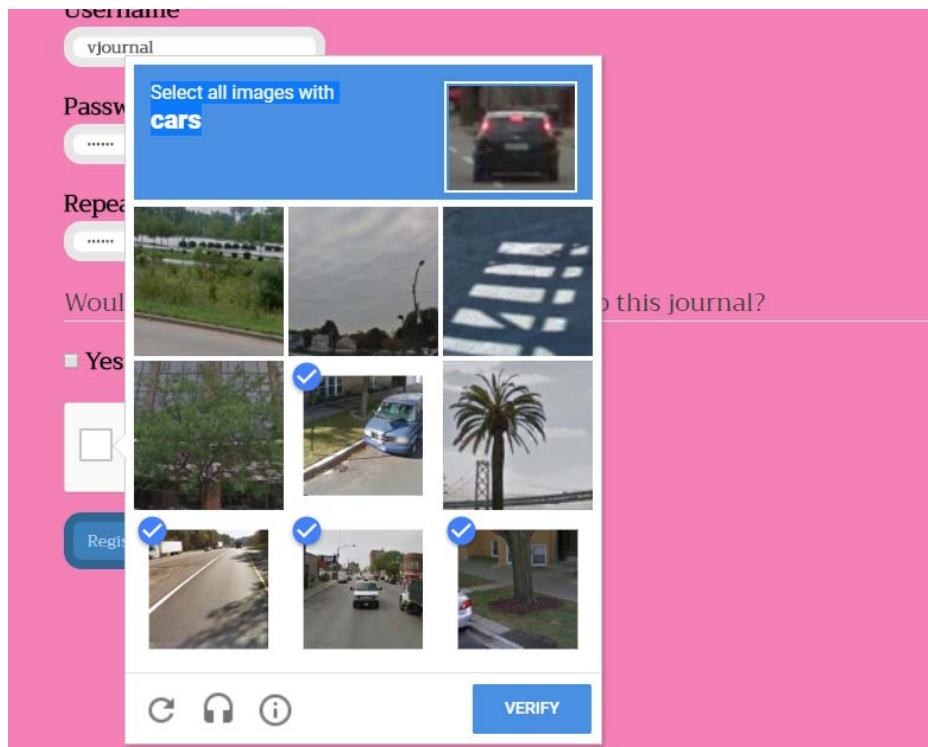 Username
vjournal
Select all images with
cars
Passw
••••••
Repea
••••••
Woul
o this journal?
Yes
Regis
VERIFY